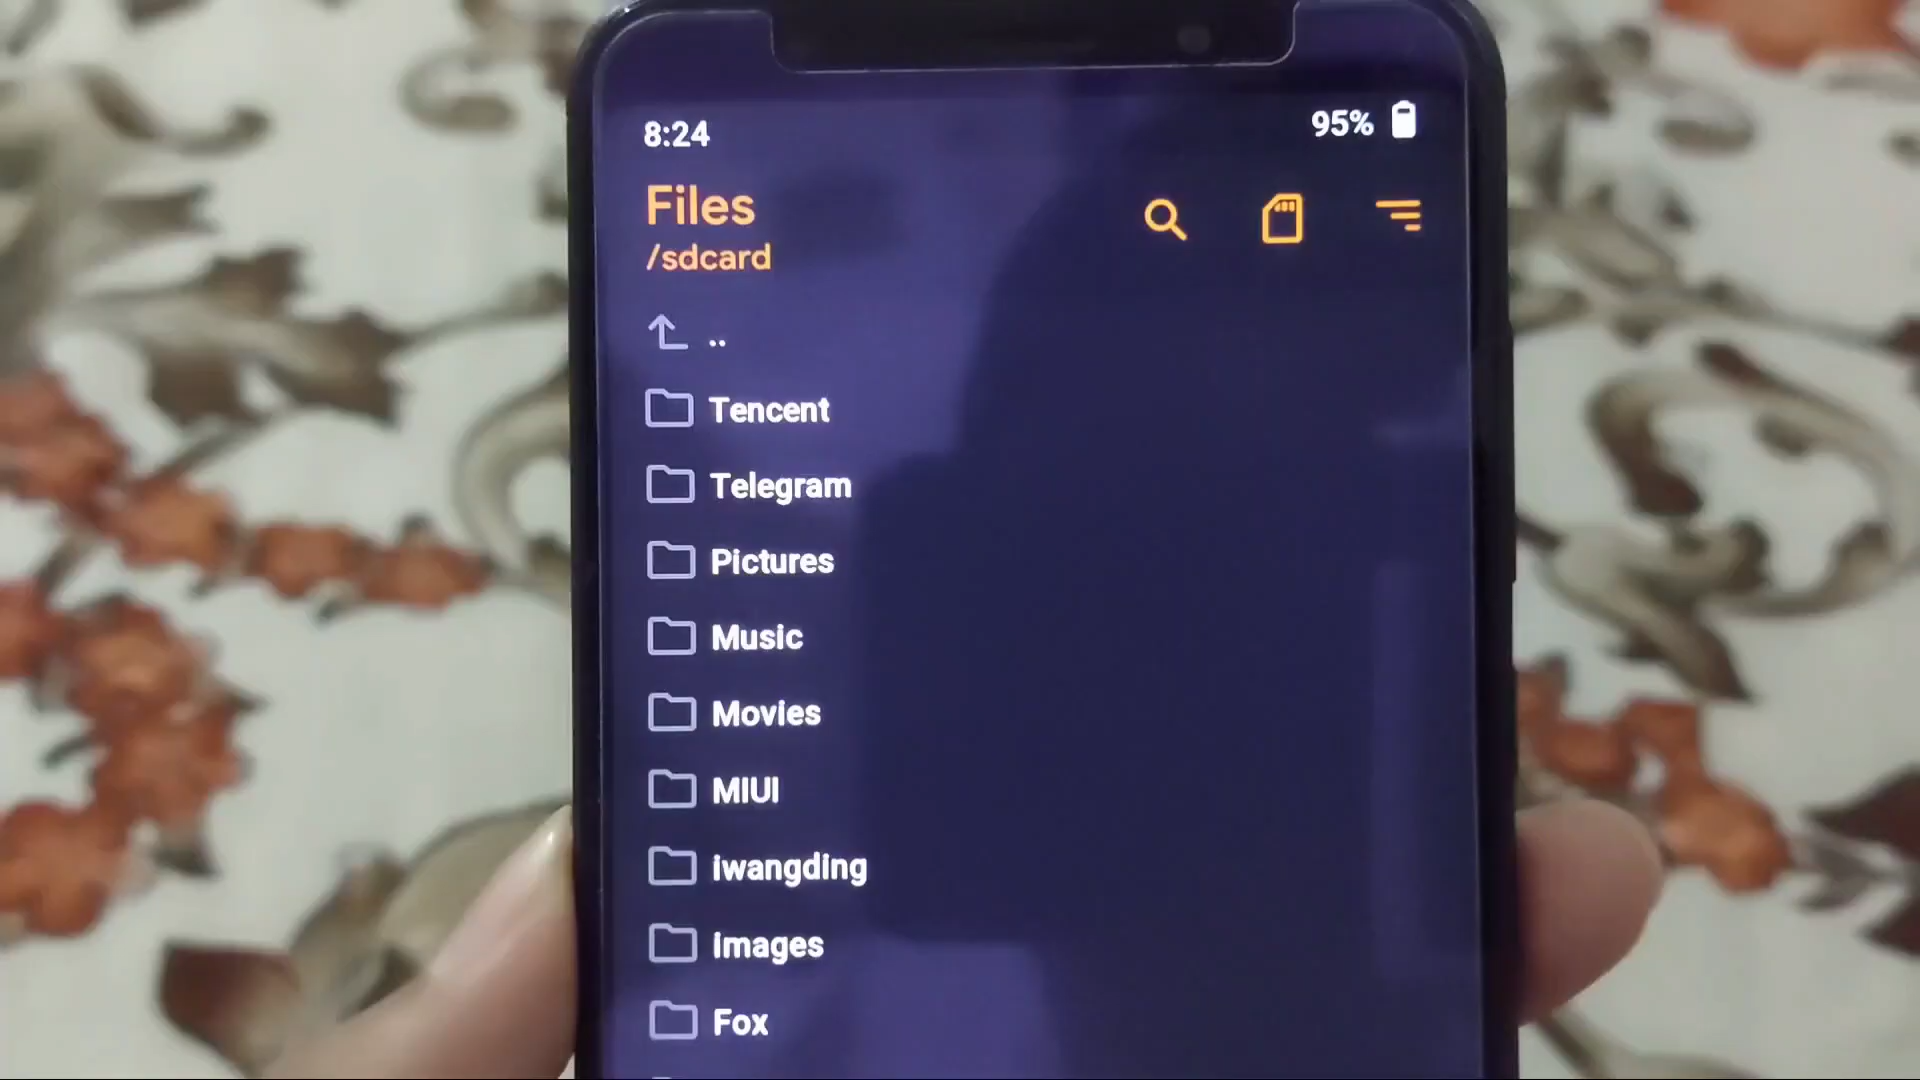 8:24
95%
Files
/sdcard
..
Tencent
Telegram
Pictures
Music
Movies
MIUI
iwangding
Images
Fox